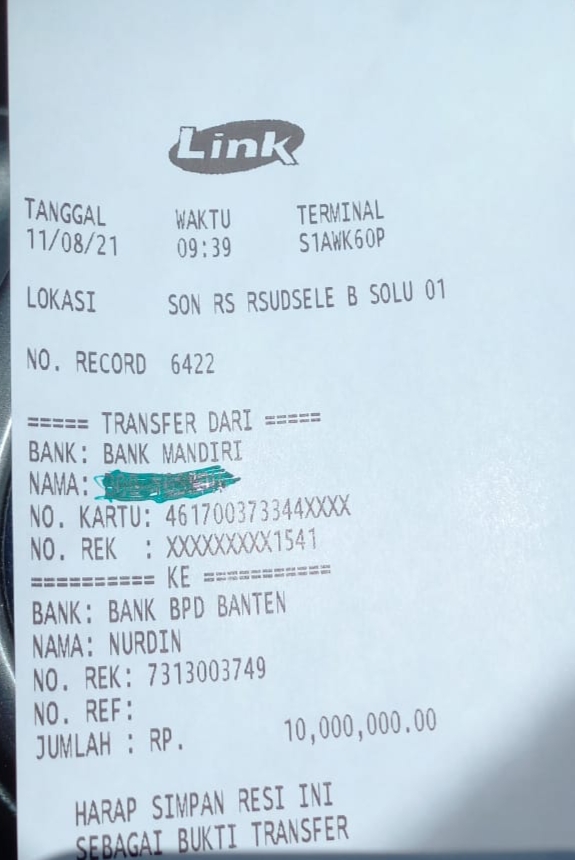 Link
TANGGAL WAKTU TERMINAL
11/08/21 09:39 S1AWK60P
LOKASI SON RS RSUDSELE B SOLU 01
NO. RECORD 6422
===== TRANSFER DARI =====
BANK: BANK MANDIRI
NAMA:
NO. KARTU: 461700373344XXXX
NO. REK : XXXXXXXXX1541
========== KE ==========
BANK: BANK BPD BANTEN
NAMA: NURDIN
NO. REK: 7313003749
NO. REF:
JUMLAH : RP. 10,000,000.00
HARAP SIMPAN RESI INI
SEBAGAI BUKTI TRANSFER